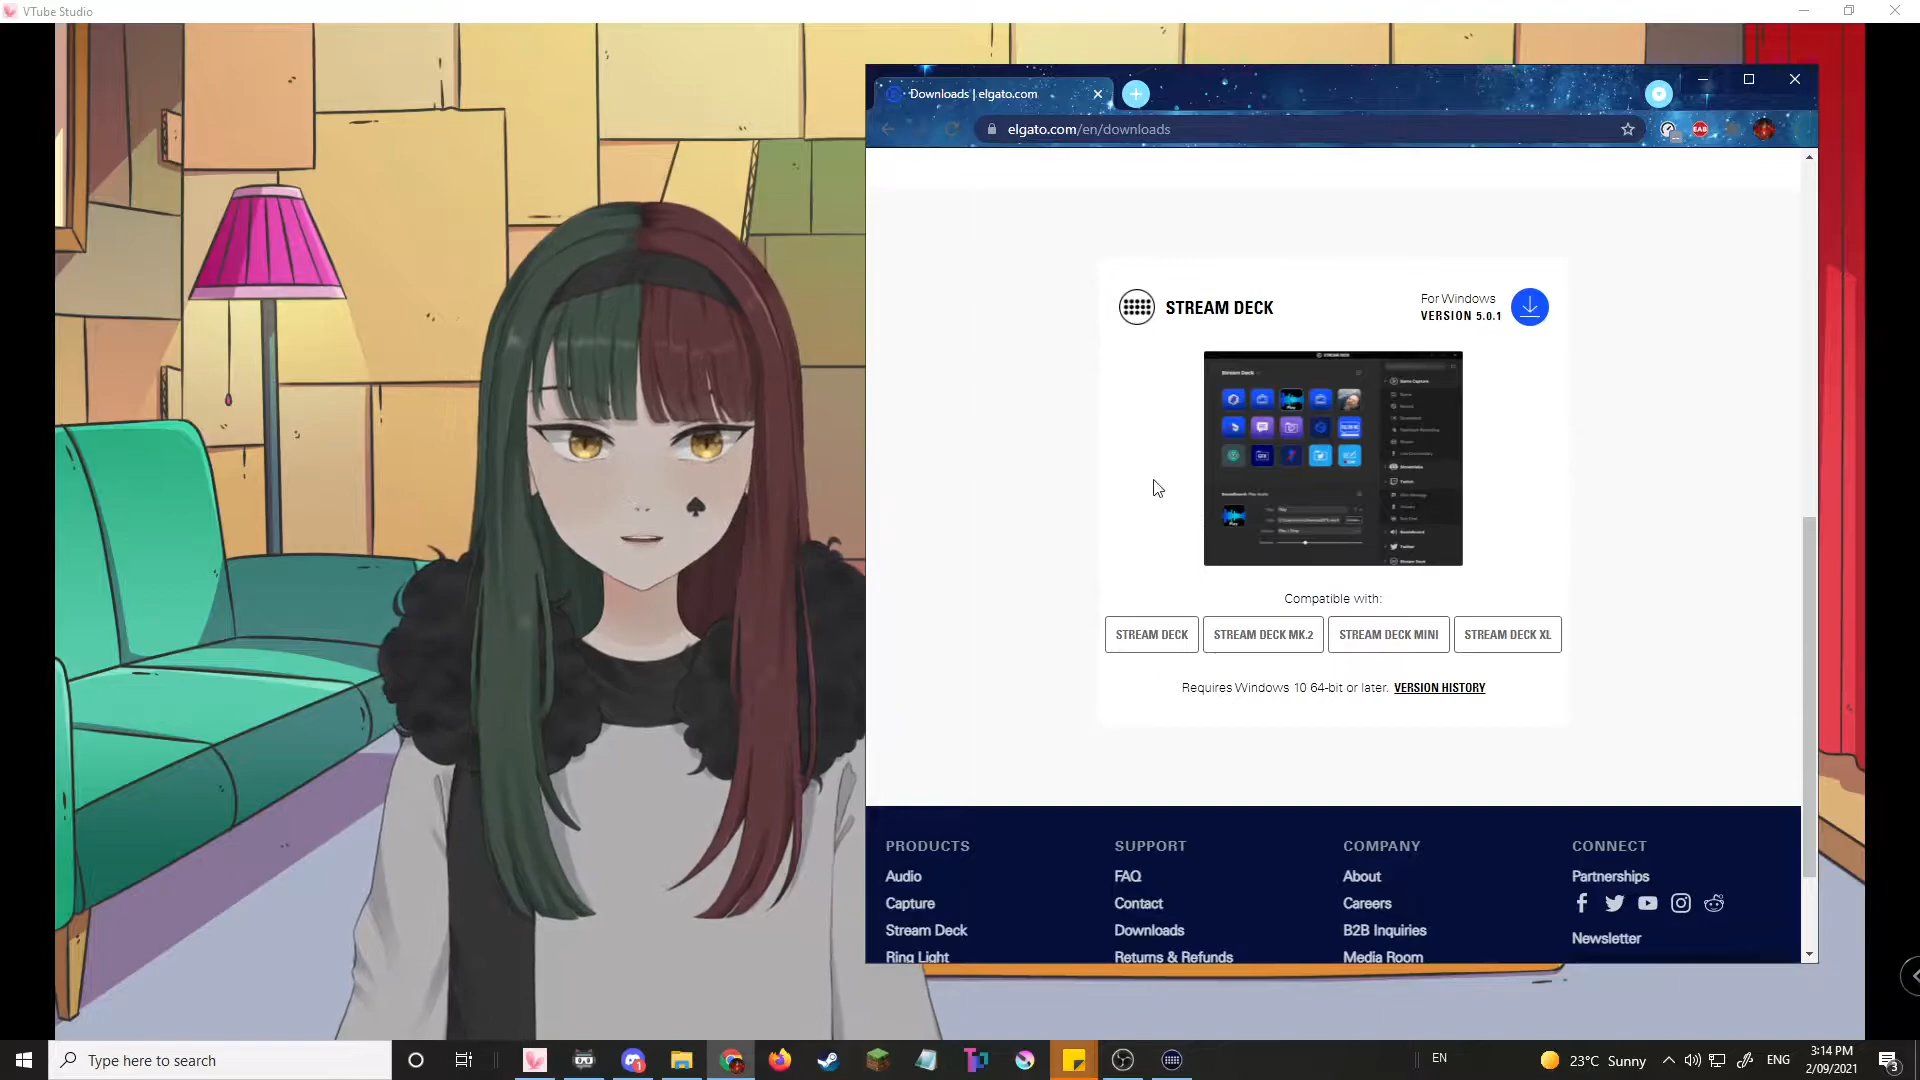 VTube Studio
Downloads | elgato.com
elgato.com/en/downloads
EAB
STREAM DECK
For Windows
VERSION 5.0.1
Stream Deck
Compatible with:
STREAM DECK
STREAM DECK MK.2
STREAM DECK MINI
STREAM DECK XL
Requires Windows 10 64-bit or later. VERSION HISTORY
PRODUCTS
Audio
Capture
Stream Deck
Ring Light
SUPPORT
FAQ
Contact
Downloads
Returns & Refunds
COMPANY
About
Careers
B2B Inquiries
Media Room
CONNECT
Partnerships
Newsletter
Type here to search
EN
23°C Sunny
ENG
3:14 PM
2/09/2021
3